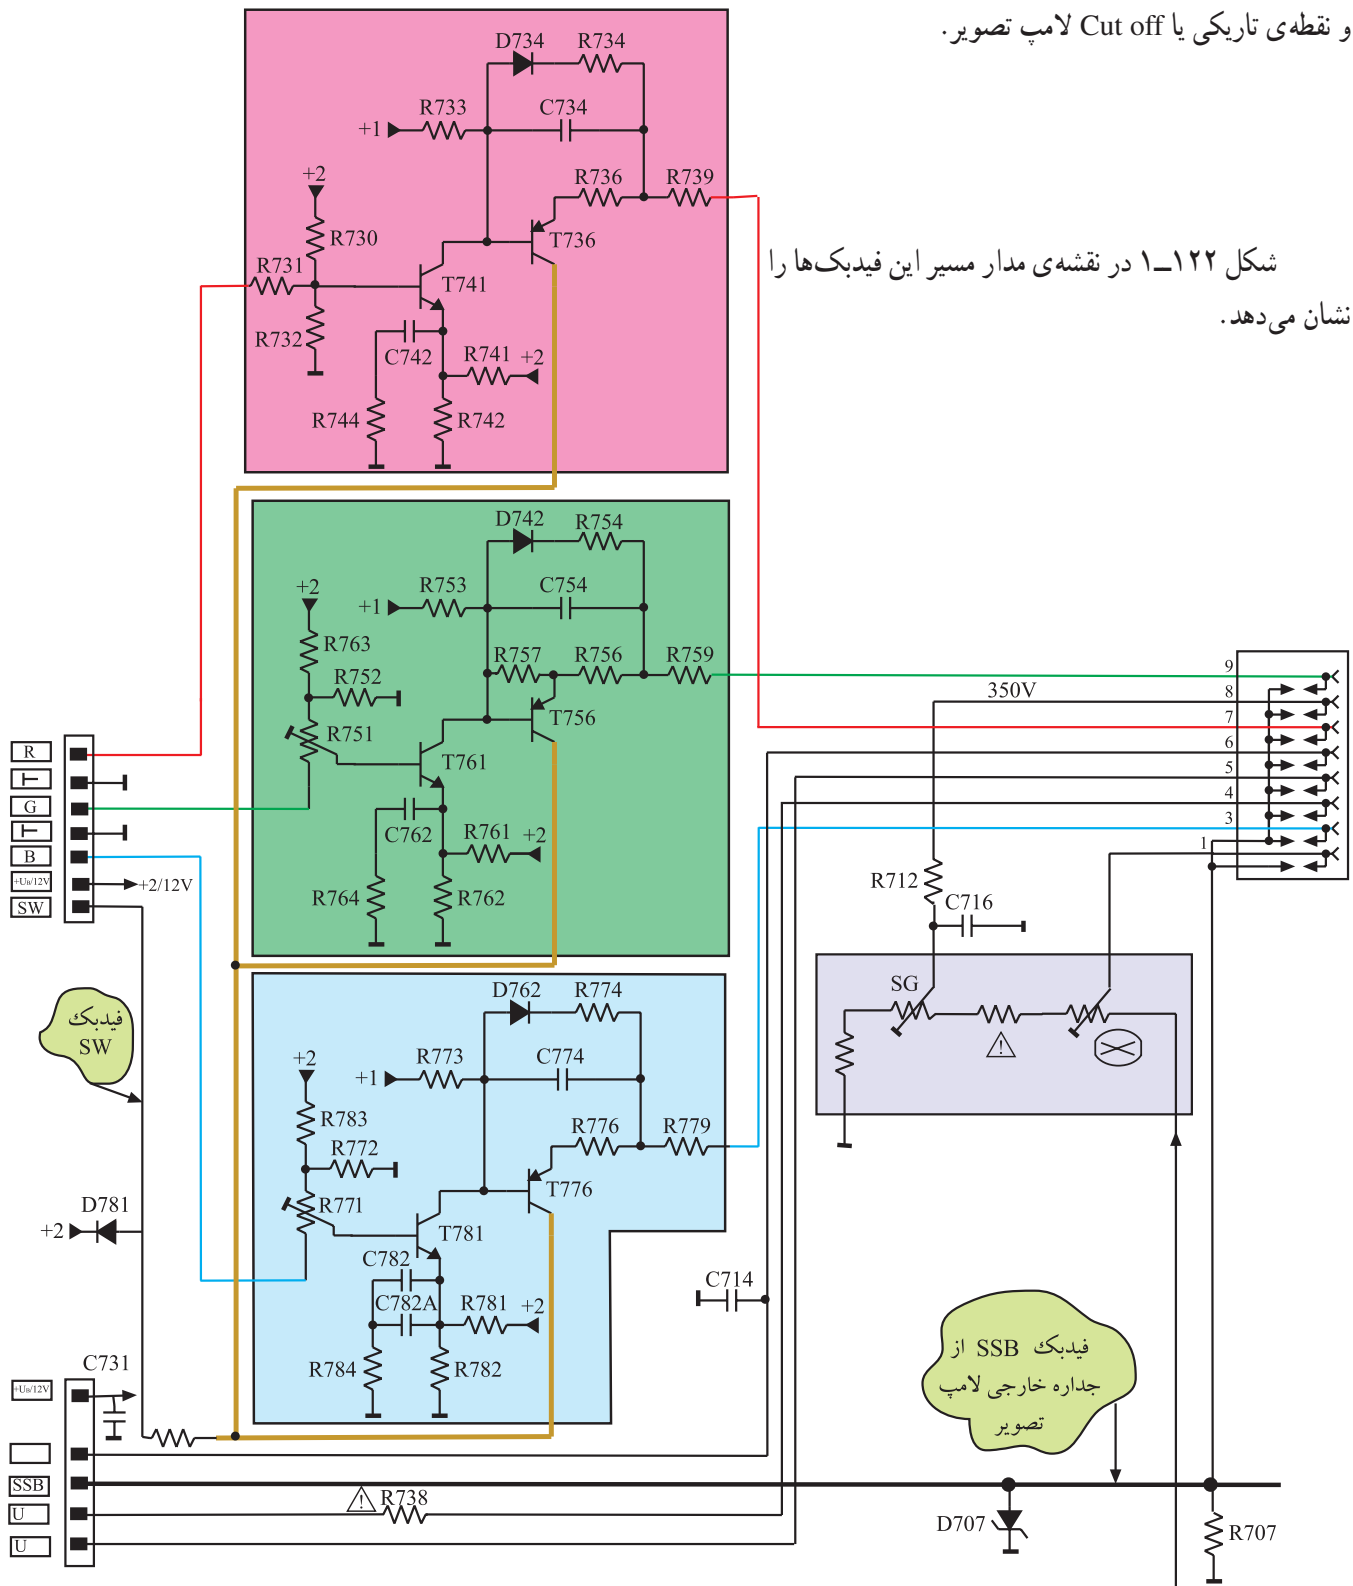 و نقطه‌ی تاریکی یا Cut off لامپ تصویر.
شکل ۱۲۲ــ۱ در نقشه‌ی مدار مسیر این فیدبک‌ها را
نشان می‌دهد.
D734
R734
R733
C734
+1
R736
R739
+2
R730
T736
R731
T741
R732
C742
R741
+2
R744
R742
D742
R754
R753
C754
+2
+1
R763
R757
R756
R759
R752
T756
R751
T761
C762
R761
+2
R764
R762
D762
R774
R773
C774
+2
+1
R783
R776
R779
R772
T776
R771
T781
C782
C782A
R781
+2
R784
R782
R
T
G
T
B
+UB/12V
+2/12V
SW
فیدبک
SW
D781
+2
C731
+UB/12V
SSB
U
U
R738
C714
350V
9
8
7
6
5
4
3
1
R712
C716
SG
فیدبک SSB از
جداره خارجی لامپ
تصویر
D707
R707